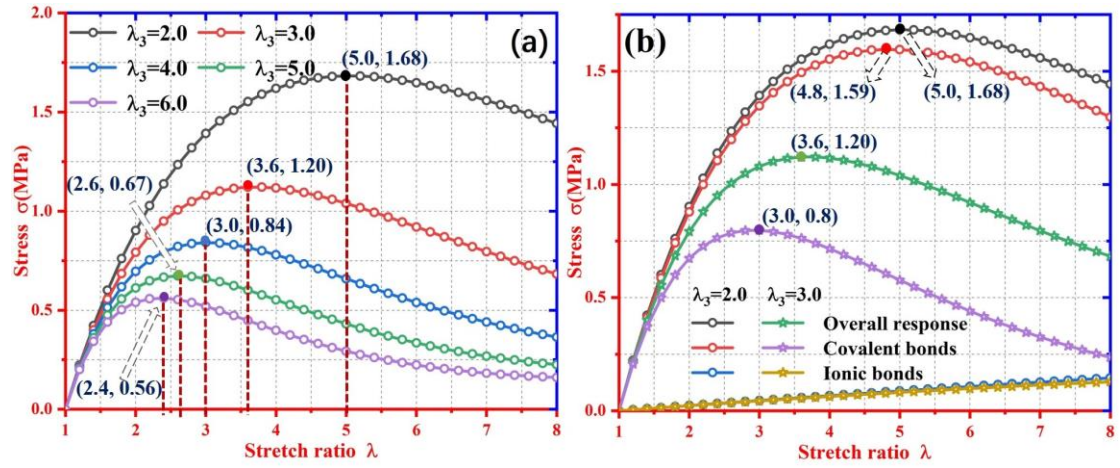 (a)
λ3=2.0 λ3=3.0
λ3=4.0 λ3=5.0
λ3=6.0
(5.0, 1.68)
(3.6, 1.20)
(2.6, 0.67)
(3.0, 0.84)
(2.4, 0.56)
Stress σ(MPa)
0.0
0.5
1.0
1.5
2.0
1 2 3 4 5 6 7 8
Stretch ratio λ
(b)
(4.8, 1.59)
(5.0, 1.68)
(3.6, 1.20)
(3.0, 0.8)
λ3=2.0 λ3=3.0
Overall response
Covalent bonds
Ionic bonds
Stress σ(MPa)
0.0
0.5
1.0
1.5
1 2 3 4 5 6 7 8
Stretch ratio λ